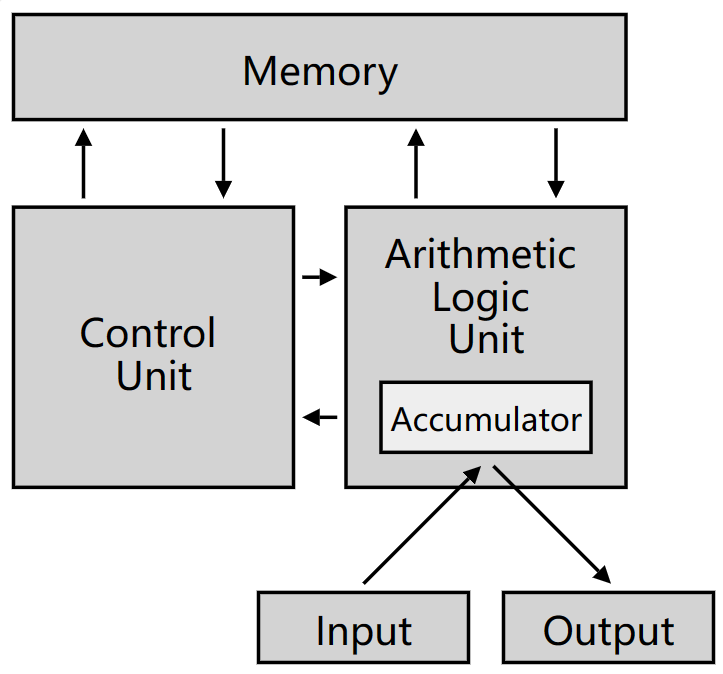 Memory
Control
Unit
Arithmetic
Logic
Unit
Accumulator
Input
Output